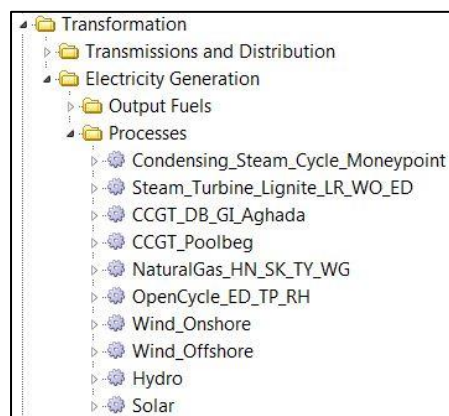 Transformation
Transmissions and Distribution
Electricity Generation
Output Fuels
Processes
Condensing_Steam_Cycle_Moneypoint
Steam_Turbine_Lignite_LR_WO_ED
CCGT_DB_GI_Aghada
CCGT_Poolbeg
NaturalGas_HN_SK_TY_WG
OpenCycle_ED_TP_RH
Wind_Onshore
Wind_Offshore
Hydro
Solar